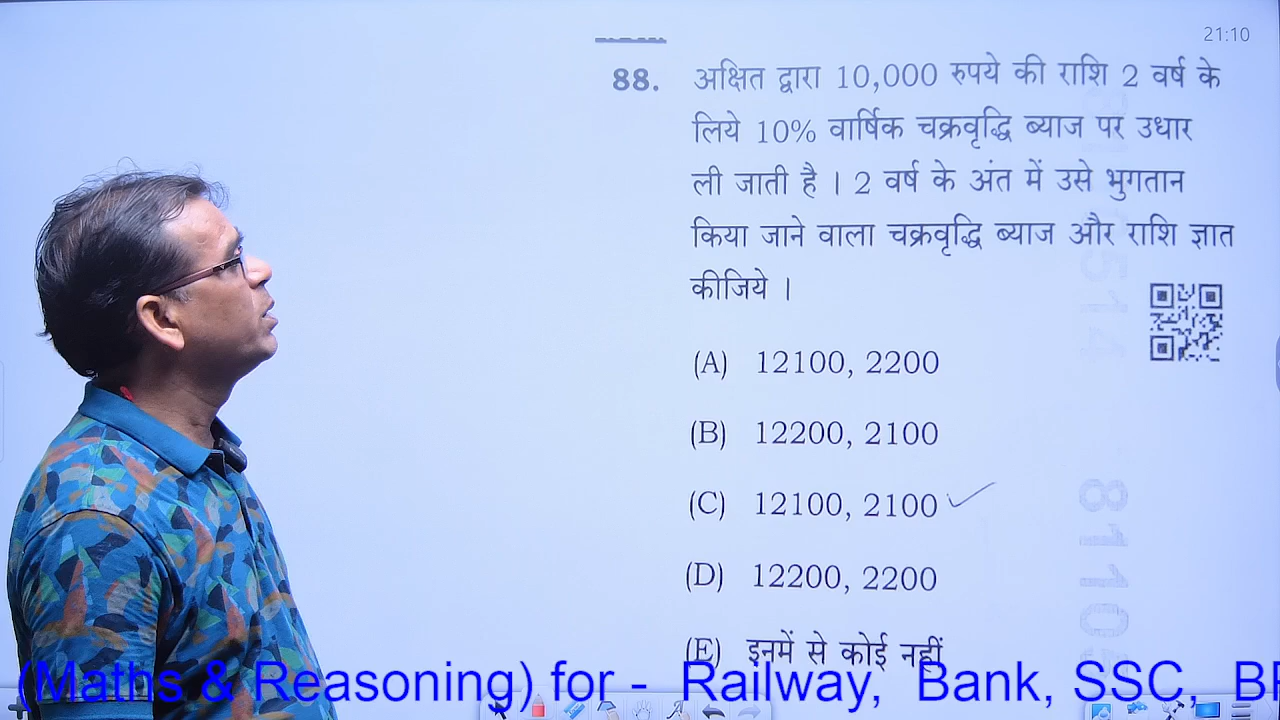 21:10
88. अक्षित द्वारा 10,000 रुपये की राशि 2 वर्ष के
लिये 10% वार्षिक चक्रवृद्धि ब्याज पर उधार
ली जाती है । 2 वर्ष के अंत में उसे भुगतान
किया जाने वाला चक्रवृद्धि ब्याज और राशि ज्ञात
कीजिये ।
(A) 12100, 2200
(B) 12200, 2100
(C) 12100, 2100
(D) 12200, 2200
(E) इनमें से कोई नहीं
(Maths & Reasoning) for - Railway, Bank, SSC,